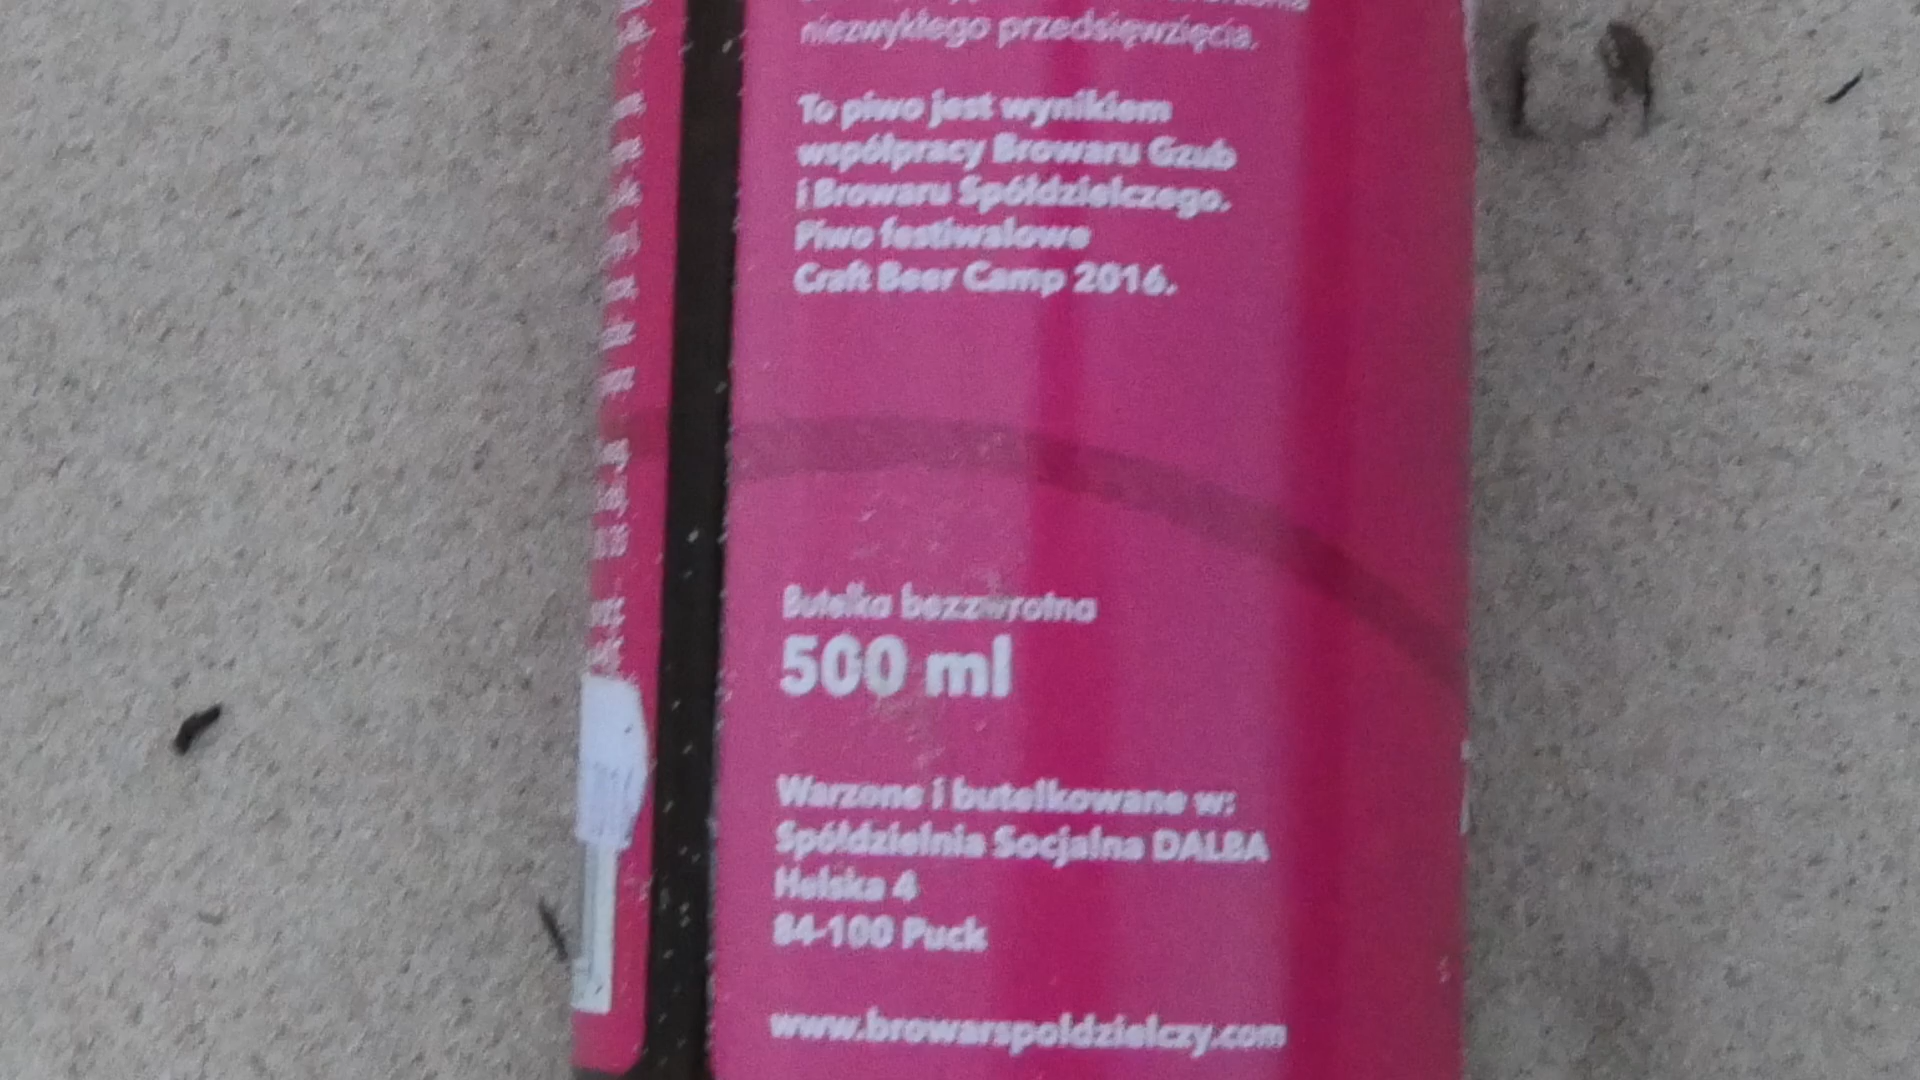 niezwykłego przedsięwzięcia.
To piwo jest wynikiem
współpracy Browaru Gzub
i Browaru Spółdzielczego.
Piwo festiwalowe
Craft Beer Camp 2016.
Butelka bezzwrotna
500 ml
Warzone i butelkowane w:
Spółdzielnia Socjalna DALBA
Helska 4
84-100 Puck
www.browarspoldzielczy.com